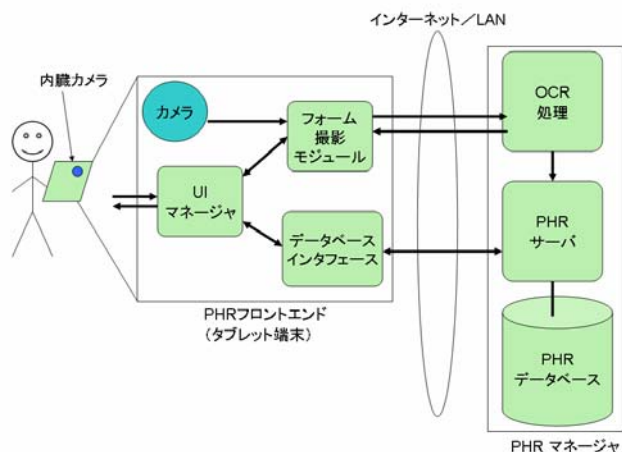 インターネット／LAN
内臓カメラ
カメラ
フォーム
撮影
モジュール
UI
マネージャ
データベース
インタフェース
PHRフロントエンド
（タブレット端末）
OCR
処理
PHR
サーバ
PHR
データベース
PHR マネージャ